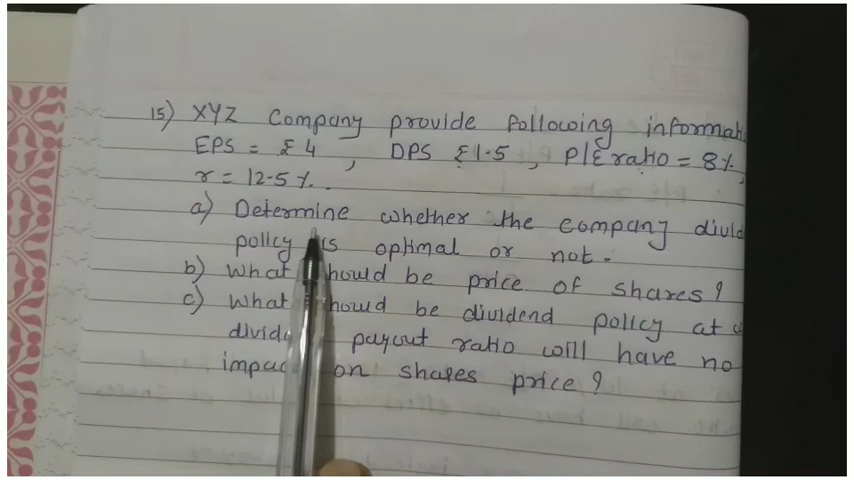 15) XYZ Company provide following informat
EPS = ₤ 4 , DPS ₤ 1.5 , P/E ratio = 8%,
r = 12.5%.
a) Determine whether the company divid
policy is optimal or not.
b) What should be price of shares?
c) What should be dividend policy at w
divid payout ratio will have no
impac on shares price?